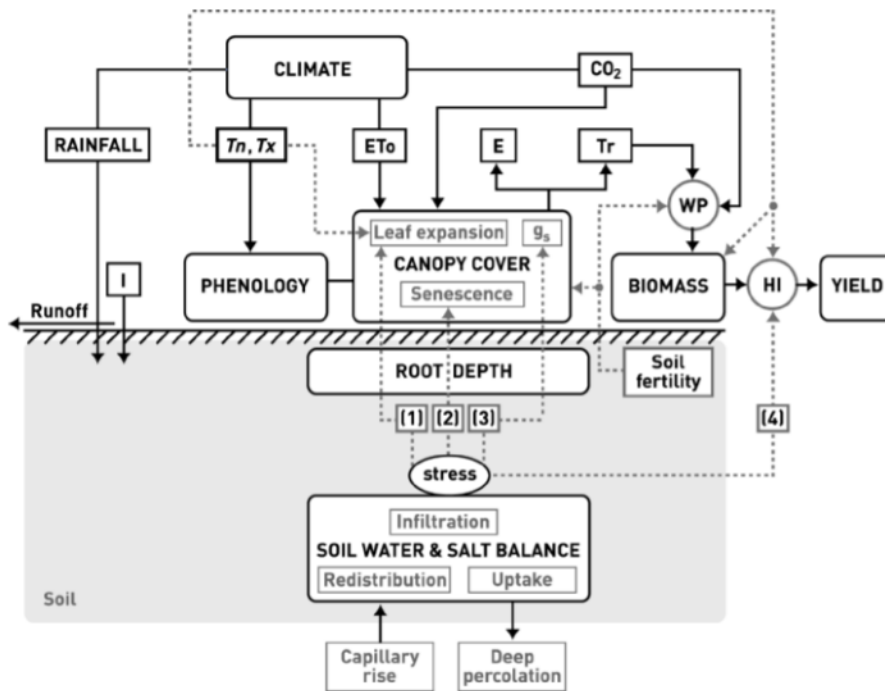 CLIMATE
CO₂
RAINFALL
Tn, Tx
ETo
E
Tr
WP
Leaf expansion
gs
CANOPY COVER
Senescence
PHENOLOGY
BIOMASS
HI
YIELD
I
Runoff
ROOT DEPTH
Soil
fertility
(1)
(2)
(3)
(4)
stress
Infiltration
SOIL WATER & SALT BALANCE
Redistribution
Uptake
Soil
Capillary
rise
Deep
percolation